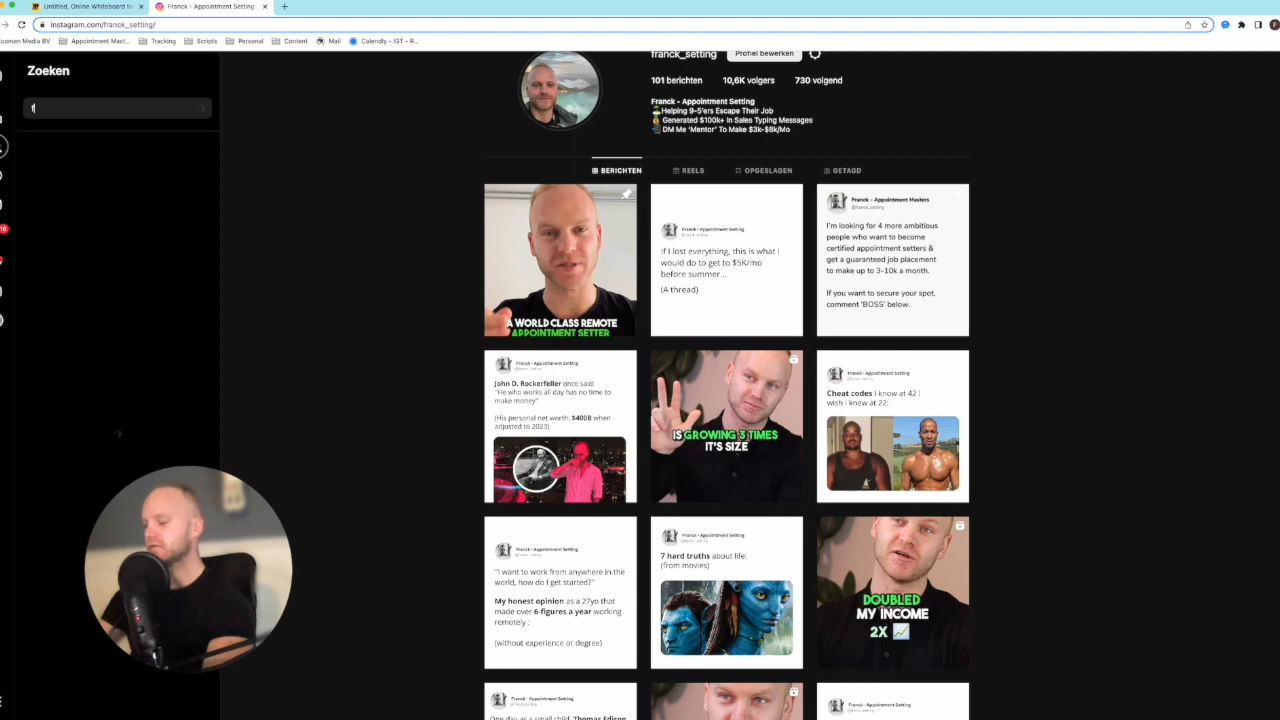 Untitled, Online Whiteboard for
Franck - Appointment Setting
instagram.com/franck_setting/
Zoomen Media BV
Appointment Mast...
Tracking
Scripts
Personal
Content
Mail
Calendly - IGT - R...
Zoeken
f
16
franck_setting
Profiel bewerken
101 berichten
10,6K volgers
730 volgend
Franck - Appointment Setting
Helping 9-5'ers Escape Their Job
Generated $100k+ In Sales Typing Messages
DM Me 'Mentor' To Make $3k-$8k/Mo
BERICHTEN
REELS
OPGESLAGEN
GETAGD
A WORLD CLASS REMOTE
APPOINTMENT SETTER
Franck - Appointment Setting
If I lost everything, this is what I
would do to get to $5K/mo
before summer...
(A thread)
Franck - Appointment Masters
@franck_setting
I'm looking for 4 more ambitious
people who want to become
certified appointment setters &
get a guaranteed job placement
to make up to 3-10k a month.
If you want to secure your spot,
comment 'BOSS' below.
Franck - Appointment Setting
John D. Rockerfeller once said:
"He who works all day has no time to
make money"
(His personal net worth: $400B when
adjusted to 2023)
IS GROWING 3 TIMES
IT'S SIZE
Franck - Appointment Setting
Cheat codes I know at 42 I
wish I knew at 22:
Franck - Appointment Setting
"I want to work from anywhere in the
world, how do I get started?"
My honest opinion as a 27yo that
made over 6-figures a year working
remotely :
(without experience or degree)
Franck - Appointment Setting
7 hard truths about life:
(from movies)
DOUBLED
MY INCOME
2X
Franck - Appointment Setting
One day as a small child, Thomas Edison
Franck - Appointment Setting